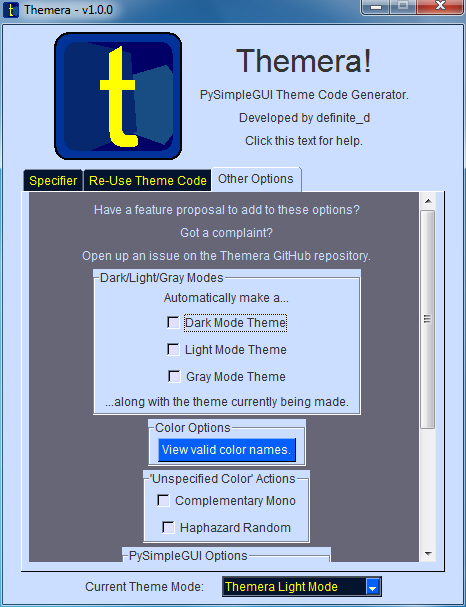 t Themera - v1.0.0
t
Themera!
PySimpleGUI Theme Code Generator.
Developed by definite_d
Click this text for help.
Specifier Re-Use Theme Code Other Options
Have a feature proposal to add to these options?
Got a complaint?
Open up an issue on the Themera GitHub repository.
Dark/Light/Gray Modes
Automatically make a...
Dark Mode Theme
Light Mode Theme
Gray Mode Theme
...along with the theme currently being made.
Color Options
View valid color names.
'Unspecified Color' Actions
Complementary Mono
Haphazard Random
PySimpleGUI Options
Current Theme Mode: Themera Light Mode